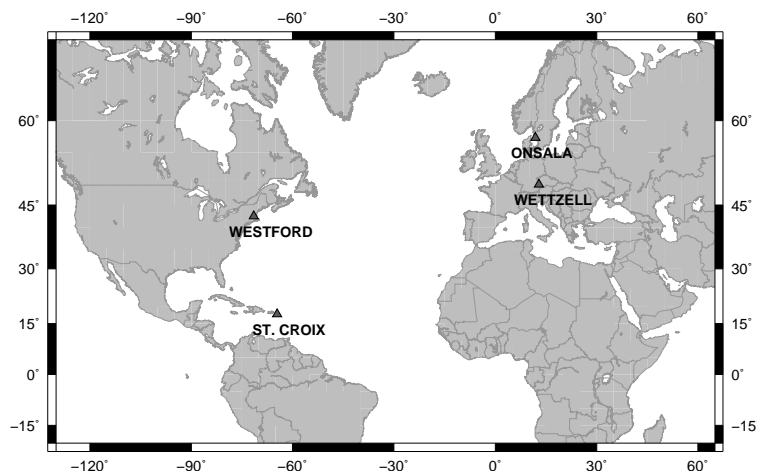 −120˚ −90˚ −60˚ −30˚ 0˚ 30˚ 60˚
60˚ 60˚
ONSALA
WETTZELL
45˚ 45˚
WESTFORD
30˚ 30˚
15˚ 15˚
ST. CROIX
0˚ 0˚
−15˚ −15˚
−120˚ −90˚ −60˚ −30˚ 0˚ 30˚ 60˚